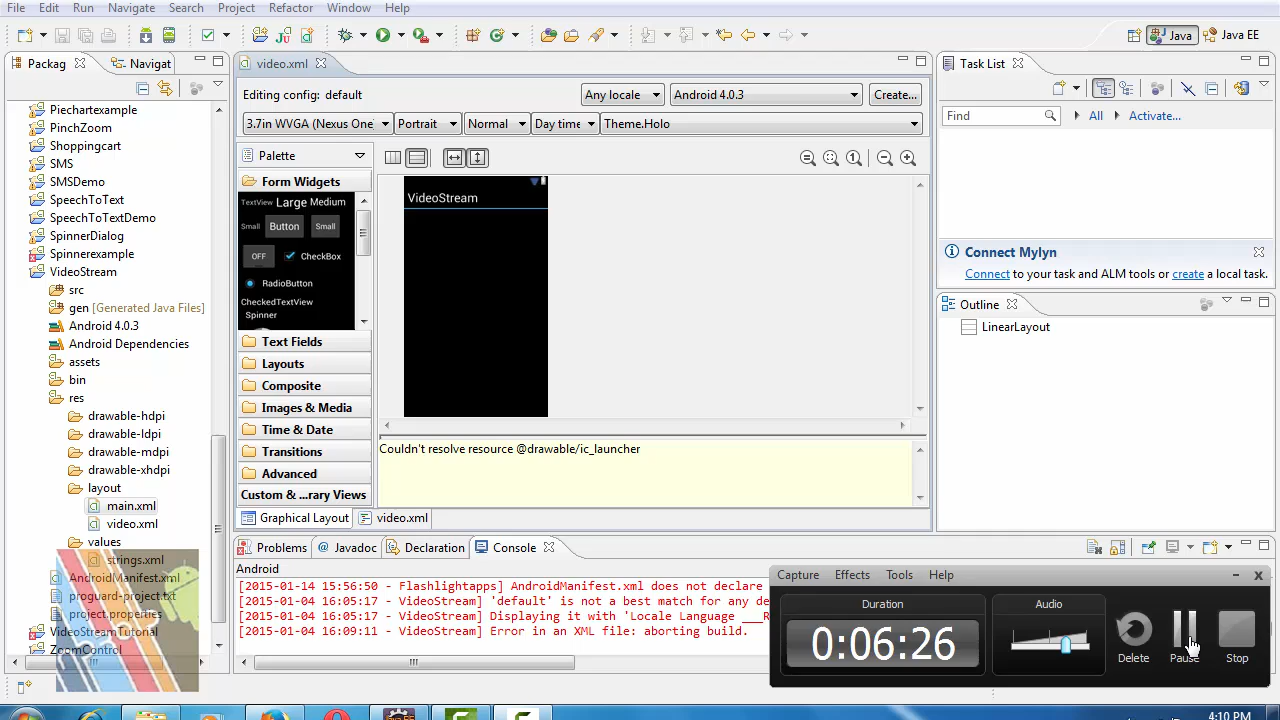 File Edit Run Navigate Search Project Refactor Window Help
Java Java EE
Packag Navigat
Piechartexample
PinchZoom
Shoppingcart
SMS
SMSDemo
SpeechToText
SpeechToTextDemo
SpinnerDialog
Spinnerexample
VideoStream
src
gen [Generated Java Files]
Android 4.0.3
Android Dependencies
assets
bin
res
drawable-hdpi
drawable-ldpi
drawable-mdpi
drawable-xhdpi
layout
main.xml
video.xml
values
strings.xml
AndroidManifest.xml
proguard-project.txt
project.properties
VideoStreamTutorial
ZoomControl
video.xml
Editing config: default
Any locale Android 4.0.3 Create...
3.7in WVGA (Nexus One) Portrait Normal Day time Theme.Holo
Palette
Form Widgets
TextView Large Medium
Small Button Small
OFF CheckBox
RadioButton
CheckedTextView
Spinner
Text Fields
Layouts
Composite
Images & Media
Time & Date
Transitions
Advanced
Custom & ...rary Views
VideoStream
Couldn't resolve resource @drawable/ic_launcher
Graphical Layout video.xml
Task List
Find All Activate...
Connect Mylyn
Connect to your task and ALM tools or create a local task.
Outline
LinearLayout
Problems Javadoc Declaration Console
Android
[2015-01-14 15:56:50 - Flashlightapps] AndroidManifest.xml does not declare
[2015-01-14 16:05:17 - VideoStream] 'default' is not a best match for any de
[2015-01-14 16:05:17 - VideoStream] Displaying it with 'Locale Language ___R
[2015-01-14 16:09:11 - VideoStream] Error in an XML file: aborting build.
Capture Effects Tools Help
Duration
0:06:26
Audio
Delete Pause Stop
4:10 PM